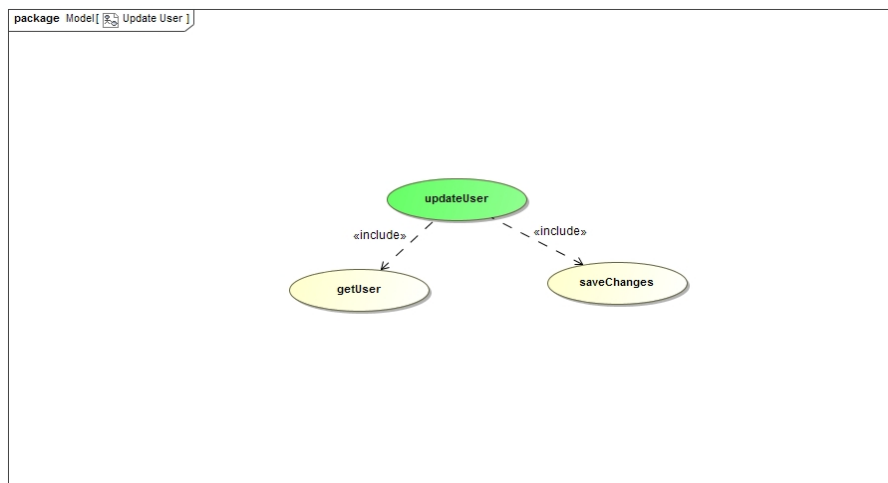 package Model[ Update User ]
updateUser
«include»
«include»
getUser
saveChanges